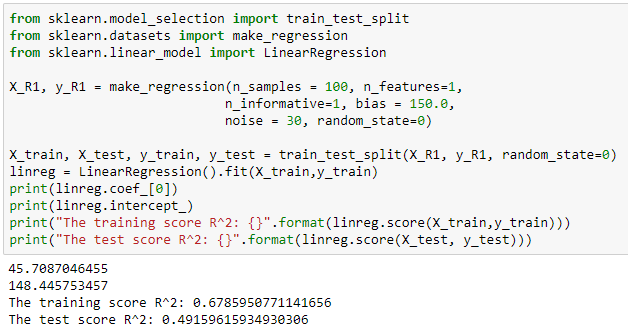 from sklearn.model_selection import train_test_split
from sklearn.datasets import make_regression
from sklearn.linear_model import LinearRegression
X_R1, y_R1 = make_regression(n_samples = 100, n_features=1,
n_informative=1, bias = 150.0,
noise = 30, random_state=0)
X_train, X_test, y_train, y_test = train_test_split(X_R1, y_R1, random_state=0)
linreg = LinearRegression().fit(X_train,y_train)
print(linreg.coef_[0])
print(linreg.intercept_)
print("The training score R^2: {}".format(linreg.score(X_train,y_train)))
print("The test score R^2: {}".format(linreg.score(X_test, y_test)))
45.7087046455
148.445753457
The training score R^2: 0.6785950771141656
The test score R^2: 0.49159615934930306